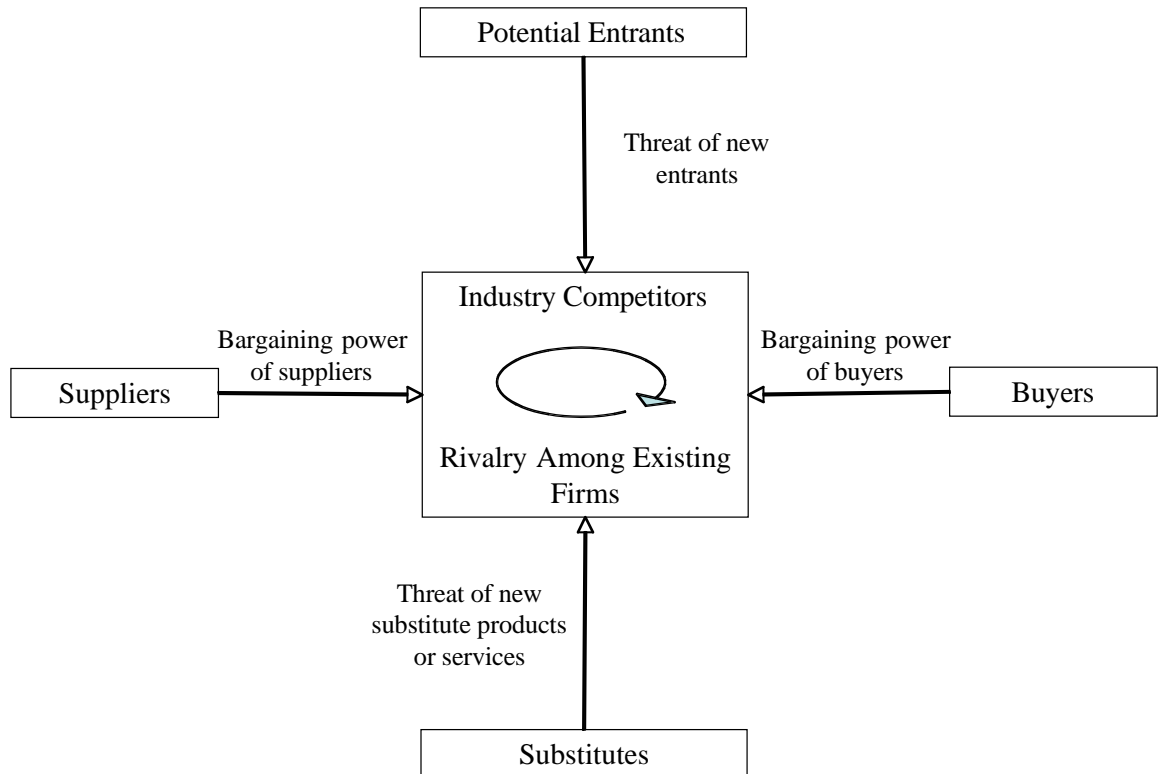 Potential Entrants
Threat of new
entrants
Industry Competitors
Bargaining power
of suppliers
Bargaining power
of buyers
Suppliers
Buyers
Rivalry Among Existing
Firms
Threat of new
substitute products
or services
Substitutes